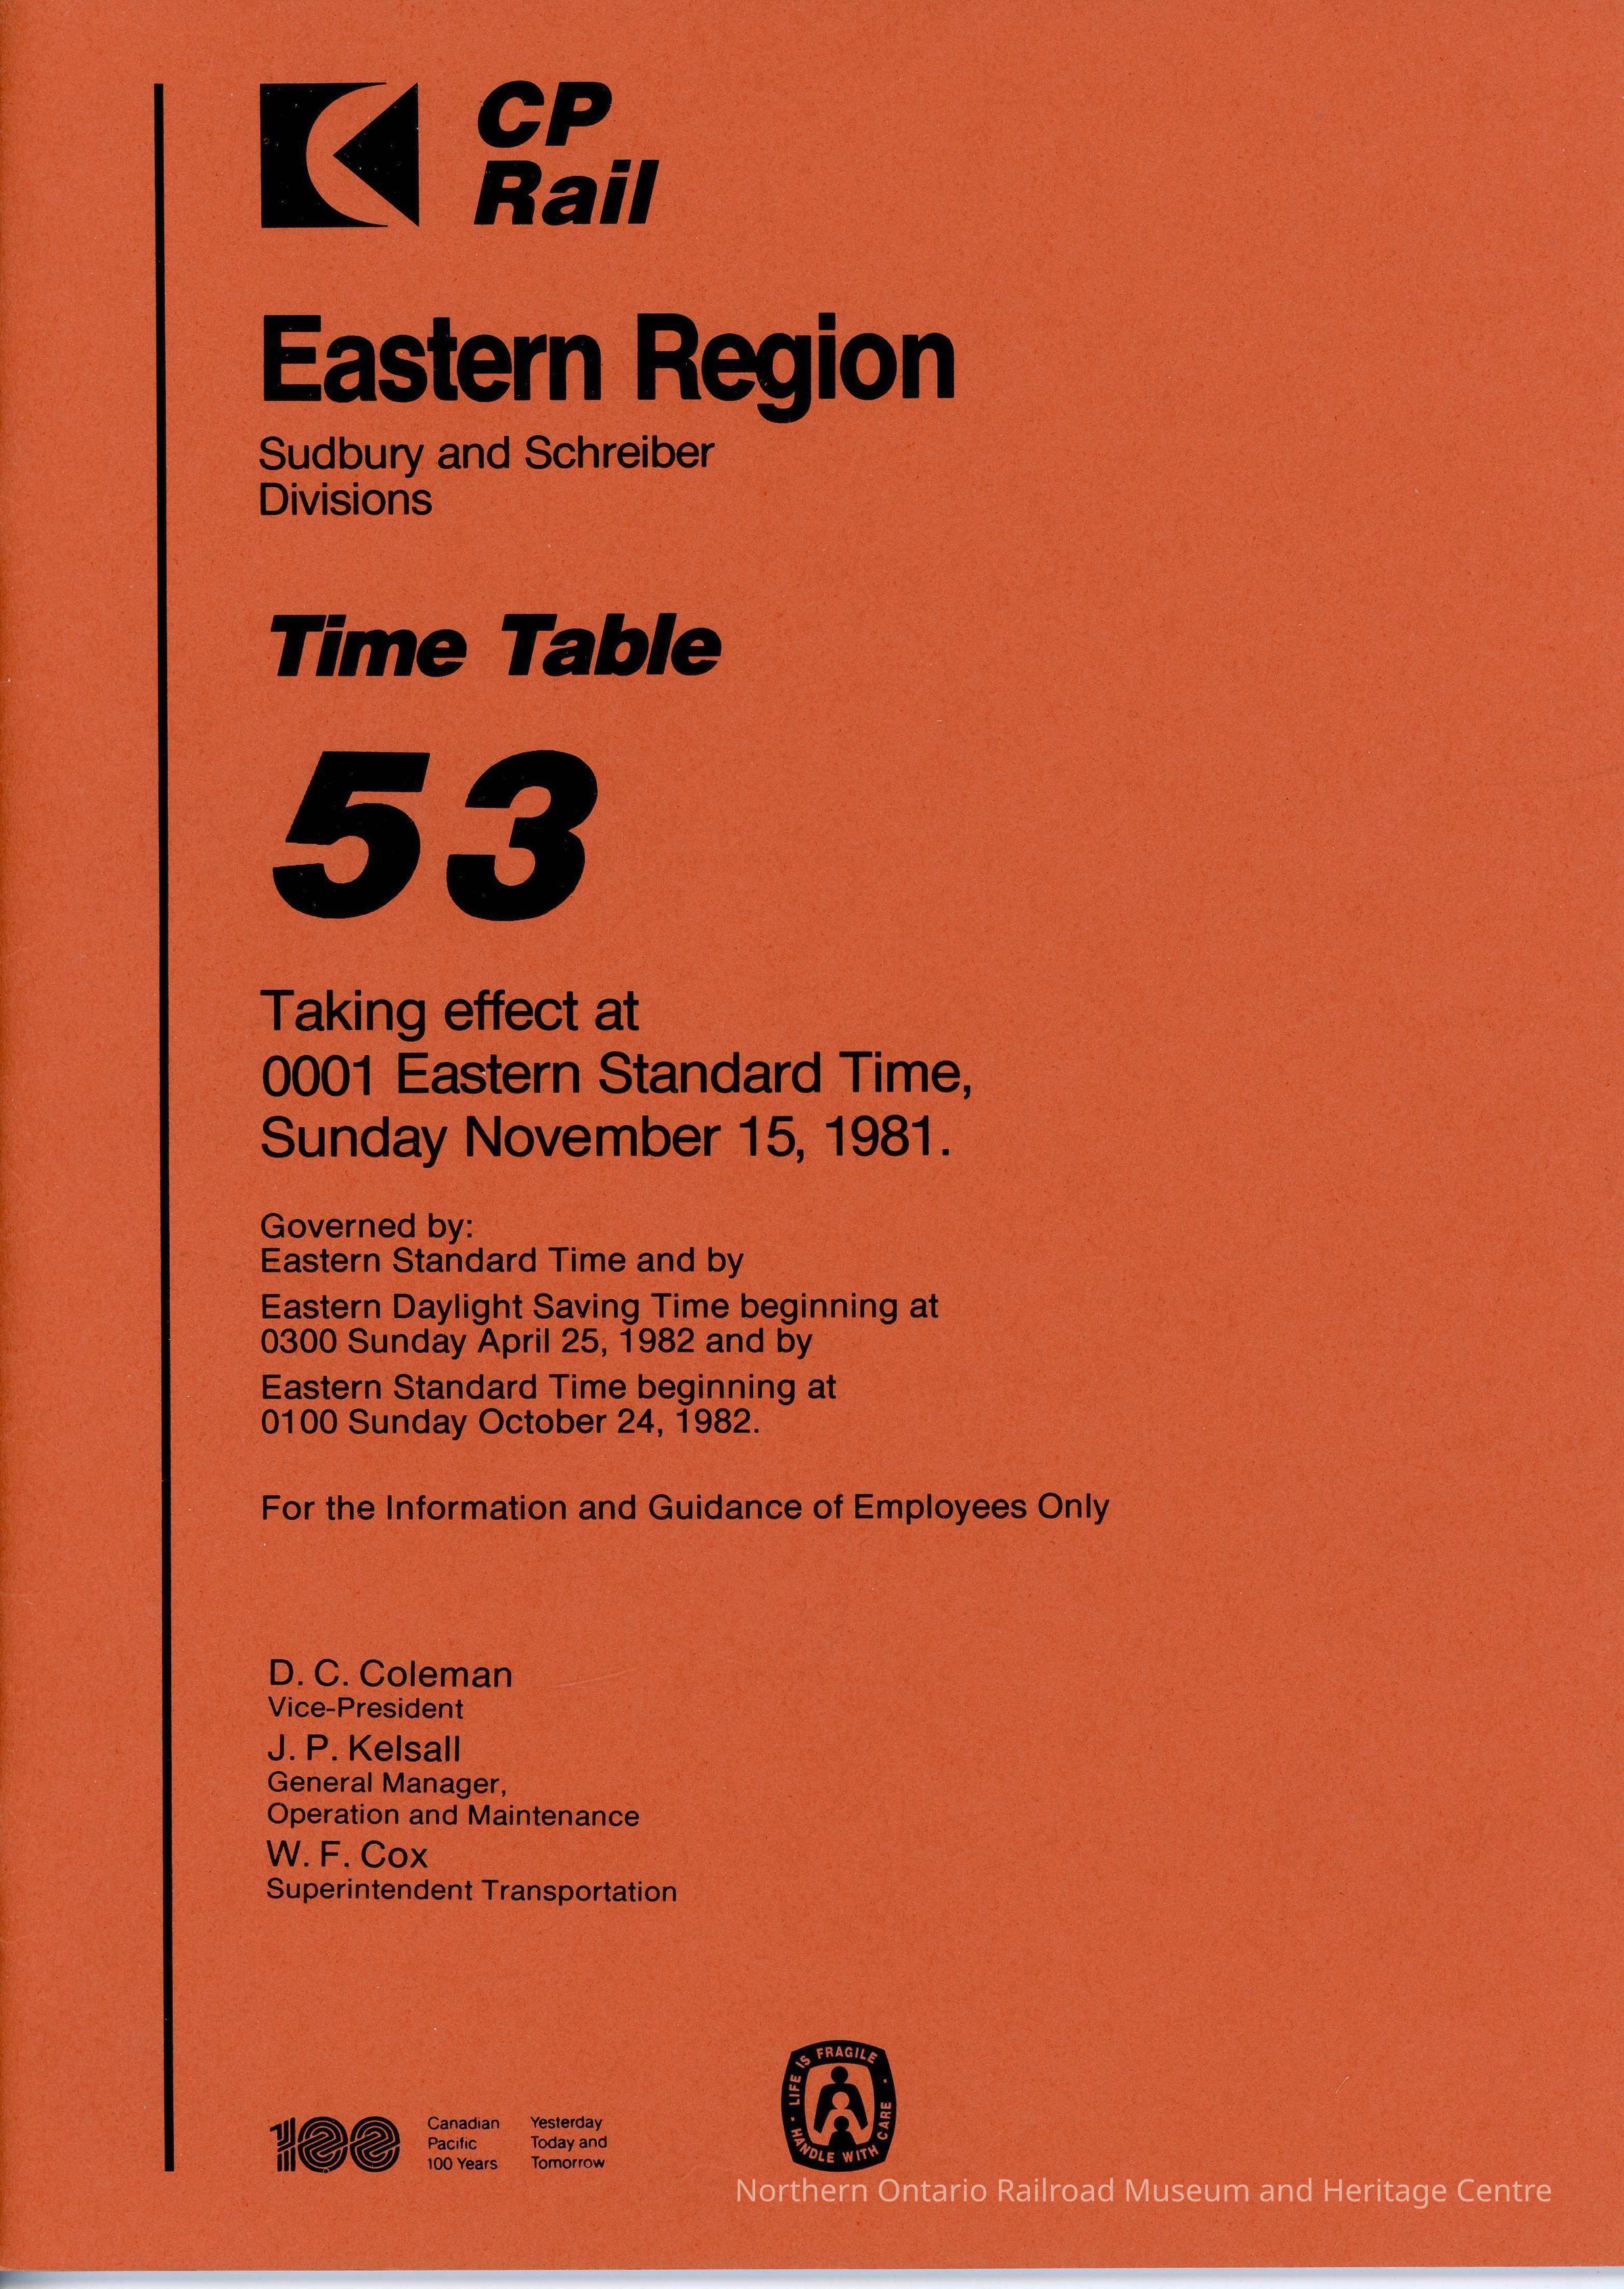 CP
Rail
Eastern Region
Sudbury and Schreiber
Divisions
Time Table
53
Taking effect at
0001 Eastern Standard Time,
Sunday November 15, 1981.
Governed by:
Eastern Standard Time and by
Eastern Daylight Saving Time beginning at
0300 Sunday April 25, 1982 and by
Eastern Standard Time beginning at
0100 Sunday October 24, 1982.
For the Information and Guidance of Employees Only
D. C. Coleman
Vice-President
J. P. Kelsall
General Manager,
Operation and Maintenance
W. F. Cox
Superintendent Transportation
100
Canadian
Pacific
100 Years
Yesterday
Today and
Tomorrow
LIFE IS FRAGILE
HANDLE WITH CARE
Northern Ontario Railroad Museum and Heritage Centre